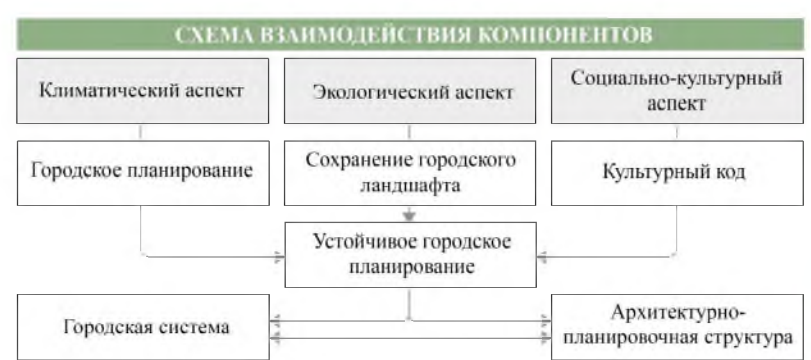 СХЕМА ВЗАИМОДЕЙСТВИЯ КОМПОНЕНТОВ
Климатический аспект
Экологический аспект
Социально-культурный
аспект
Городское планирование
Сохранение городского
ландшафта
Культурный код
Устойчивое городское
планирование
Городская система
Архитектурно-
планировочная структура